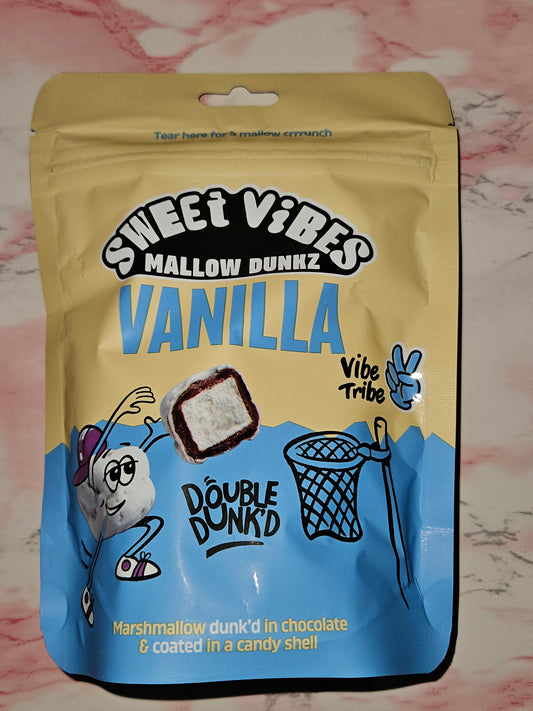 Tear here for a mallow crrrunch
SWEET ViBES
MALLOW DUNKZ
VANILLA
Vibe
Tribe
DOUBLE
DUNK'D
Marshmallow dunk'd in chocolate
& coated in a candy shell